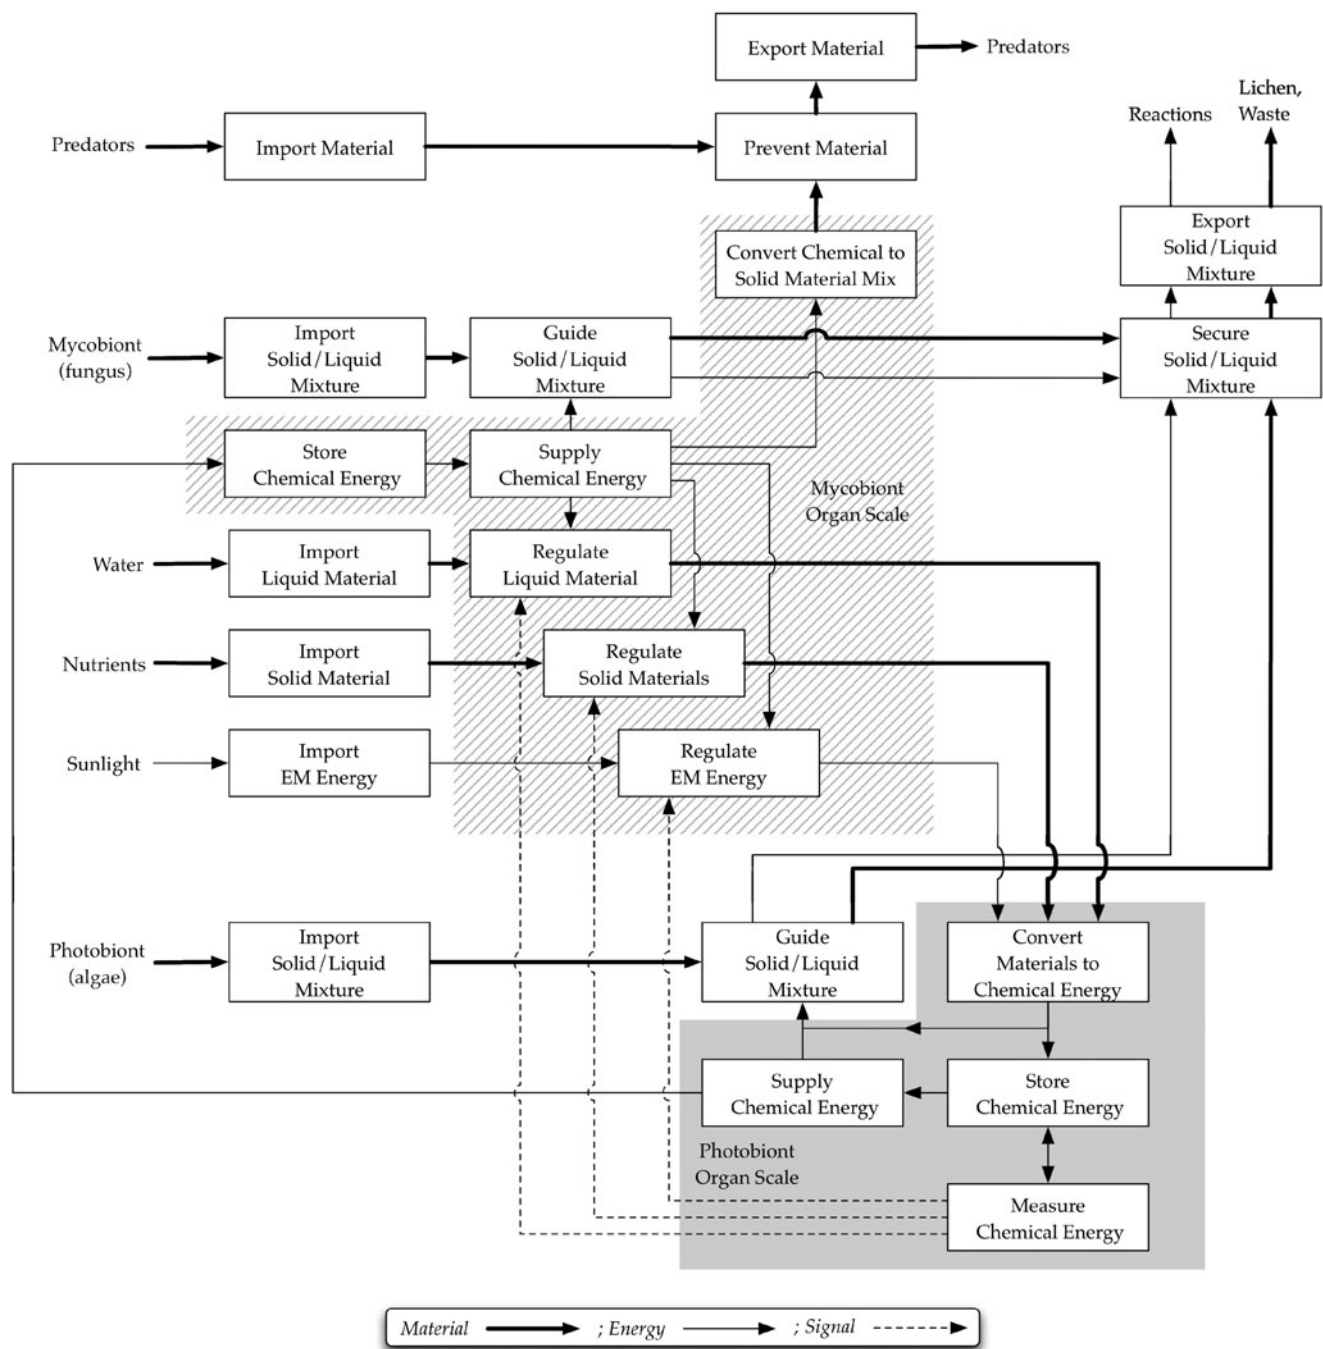 Export Material
Predators
Predators
Import Material
Prevent Material
Reactions
Lichen,
Waste
Export
Solid/Liquid
Mixture
Convert Chemical to
Solid Material Mix
Mycobiont
(fungus)
Import
Solid/Liquid
Mixture
Guide
Solid/Liquid
Mixture
Secure
Solid/Liquid
Mixture
Store
Chemical Energy
Supply
Chemical Energy
Mycobiont
Organ Scale
Water
Import
Liquid Material
Regulate
Liquid Material
Nutrients
Import
Solid Material
Regulate
Solid Materials
Sunlight
Import
EM Energy
Regulate
EM Energy
Photobiont
(algae)
Import
Solid/Liquid
Mixture
Guide
Solid/Liquid
Mixture
Convert
Materials to
Chemical Energy
Supply
Chemical Energy
Store
Chemical Energy
Photobiont
Organ Scale
Measure
Chemical Energy
Material ; Energy ; Signal